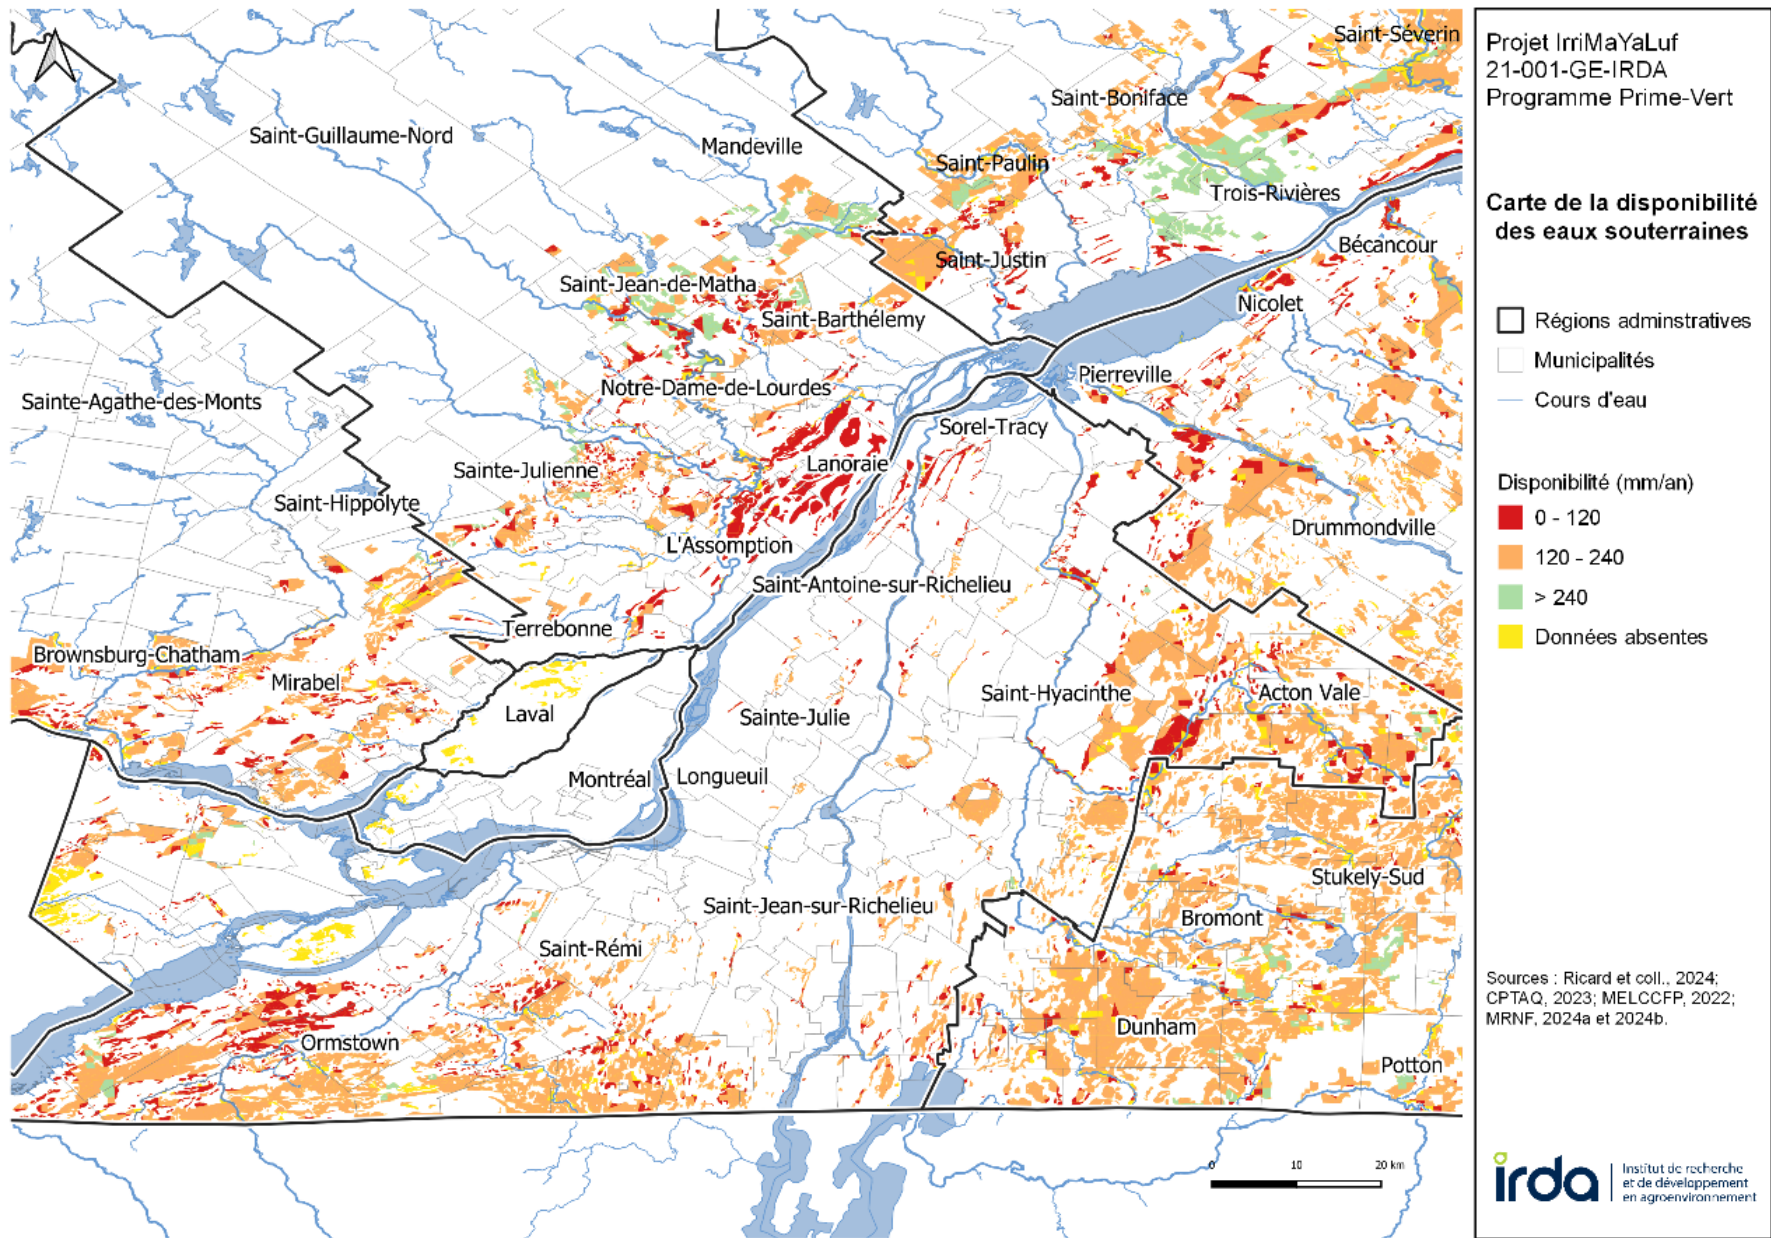 Saint-Séverin
Saint-Boniface
Saint-Guillaume-Nord
Mandeville
Saint-Paulin
Trois-Rivières
Bécancour
Saint-Justin
Saint-Jean-de-Matha
Nicolet
Saint-Barthélemy
Pierreville
Notre-Dame-de-Lourdes
Sainte-Agathe-des-Monts
Sorel-Tracy
Lanoraie
Sainte-Julienne
Saint-Hippolyte
Drummondville
L'Assomption
Saint-Antoine-sur-Richelieu
Terrebonne
Brownsburg-Chatham
Mirabel
Saint-Hyacinthe
Acton Vale
Laval
Sainte-Julie
Montréal
Longueuil
Stukely-Sud
Saint-Jean-sur-Richelieu
Bromont
Saint-Rémi
Dunham
Ormstown
Potton
0 10 20 km
Projet IrriMaYaLuf
21-001-GE-IRDA
Programme Prime-Vert
Carte de la disponibilité
des eaux souterraines
Régions adminstratives
Municipalités
Cours d'eau
Disponibilité (mm/an)
0 - 120
120 - 240
> 240
Données absentes
Sources : Ricard et coll., 2024;
CPTAQ, 2023; MELCCFP, 2022;
MRNF, 2024a et 2024b.
irda
Institut de recherche
et de développement
en agroenvironnement